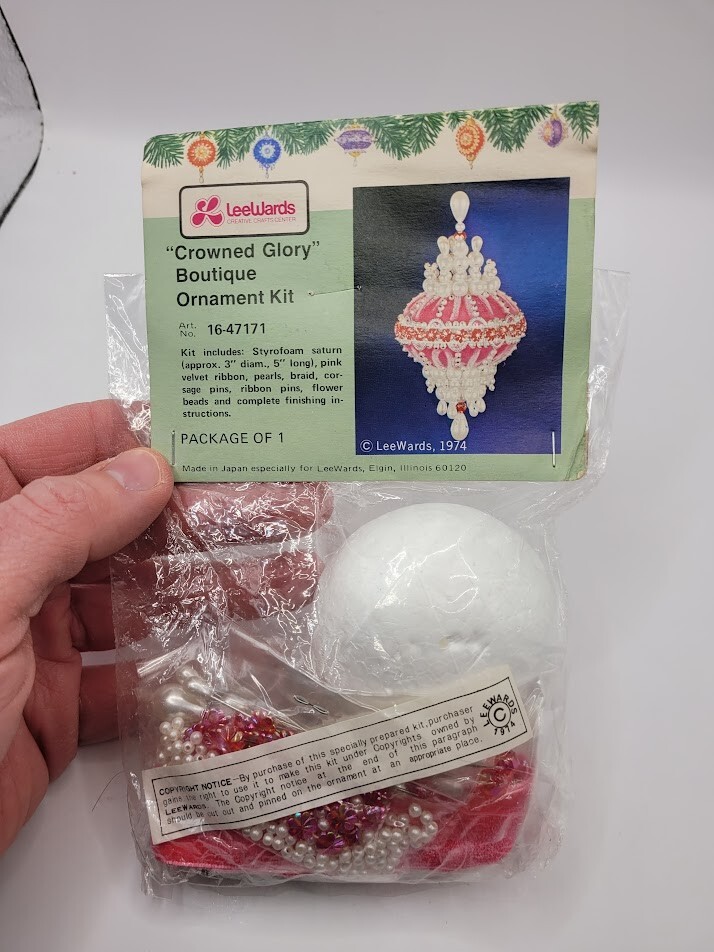 LeeWards
CREATIVE CRAFTS CENTER
"Crowned Glory"
Boutique
Ornament Kit
Art.
No. 16-47171
Kit includes: Styrofoam saturn
(approx. 3" diam., 5" long), pink
velvet ribbon, pearls, braid, cor-
sage pins, ribbon pins, flower
beads and complete finishing in-
structions.
PACKAGE OF 1
© LeeWards, 1974
Made in Japan especially for LeeWards, Elgin, Illinois 60120
COPYRIGHT NOTICE—By purchase of this specially prepared kit, purchaser
gains the right to use it to make this kit under Copyrights owned by
LEEWARDS. The Copyright notice at the end of this paragraph
should be cut out and pinned on the ornament at an appropriate place.
LEEWARDS
©
1974